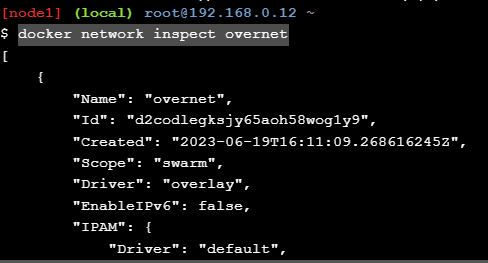 [node1] (local) root@192.168.0.12 ~
$ docker network inspect overnet
[
    {
        "Name": "overnet",
        "Id": "d2codlegksjy65aoh58wog1y9",
        "Created": "2023-06-19T16:11:09.268616245Z",
        "Scope": "swarm",
        "Driver": "overlay",
        "EnableIPv6": false,
        "IPAM": {
            "Driver": "default",